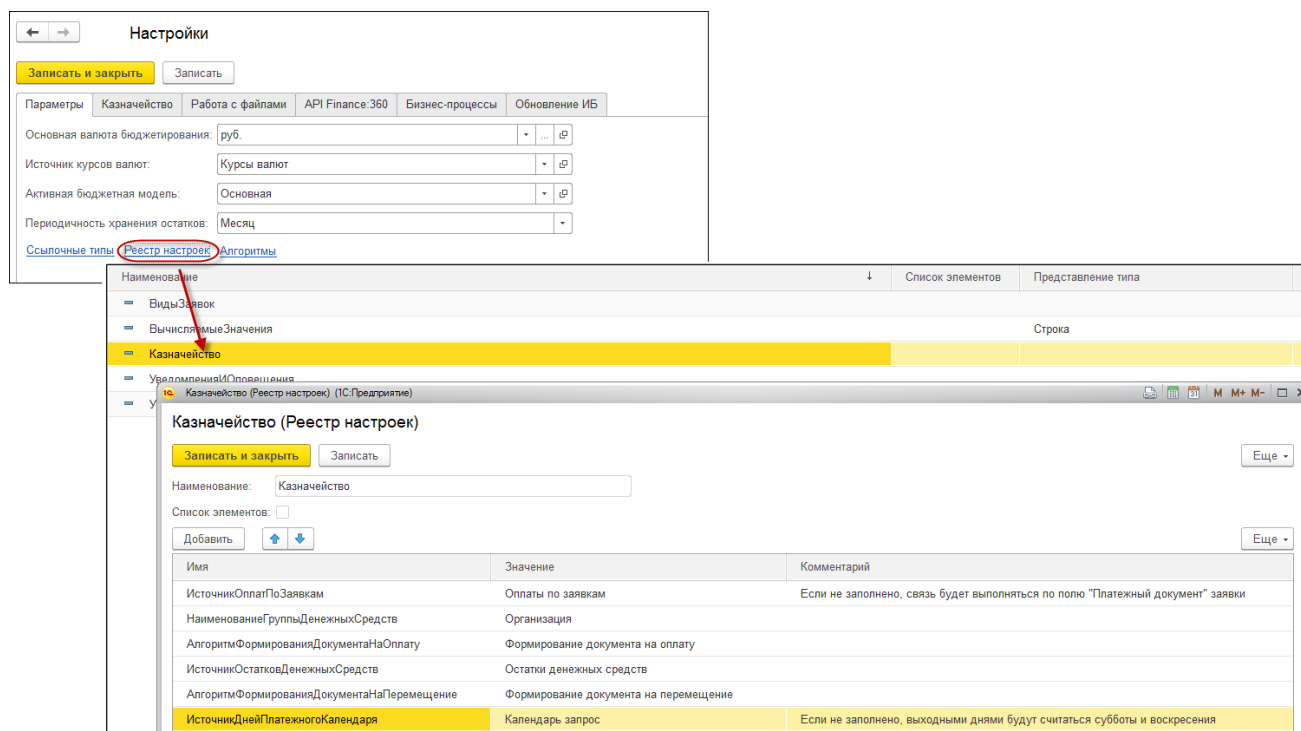 Настройки
Записать и закрыть Записать
Параметры Казначейство Работа с файлами API Finance:360 Бизнес-процессы Обновление ИБ
Основная валюта бюджетирования: руб.
Источник курсов валют: Курсы валют
Активная бюджетная модель: Основная
Периодичность хранения остатков: Месяц
Ссылочные типы Реестр настроек Алгоритмы
Наименование ↓ Список элементов Представление типа
ВидыЗаявок
ВычисляемыеЗначения Строка
Казначейство
УведомленияИОповещения
У
1С Казначейство (Реестр настроек) (1С:Предприятие) 31 M M+ M-
Казначейство (Реестр настроек)
Записать и закрыть Записать Еще
Наименование: Казначейство
Список элементов:
Добавить Еще
Имя Значение Комментарий
ИсточникОплатПоЗаявкам Оплаты по заявкам Если не заполнено, связь будет выполняться по полю "Платежный документ" заявки
НаименованиеГруппыДенежныхСредств Организация
АлгоритмФормированияДокументаНаОплату Формирование документа на оплату
ИсточникОстатковДенежныхСредств Остатки денежных средств
АлгоритмФормированияДокументаНаПеремещение Формирование документа на перемещение
ИсточникДнейПлатежногоКалендаря Календарь запрос Если не заполнено, выходными днями будут считаться субботы и воскресения